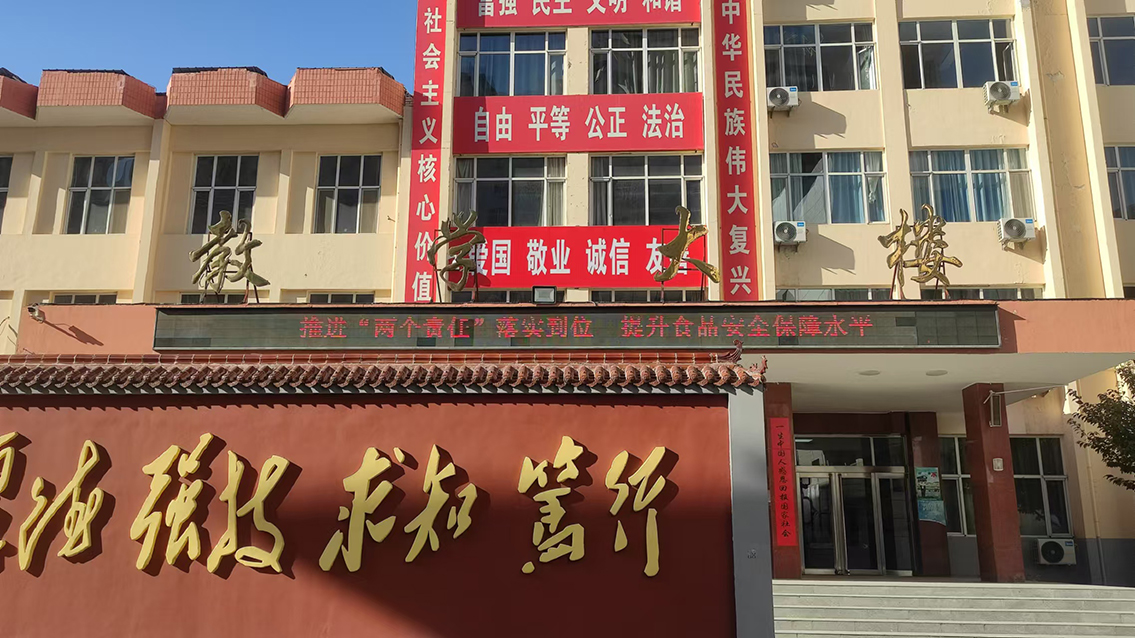 富强 民主 文明 和谐
社会主义核心价值
中华民族伟大复兴
自由 平等 公正 法治
爱国 敬业 诚信 友善
教学大楼
推进“两个责任”落实到位 提升食品安全保障水平
德 强技 求知 笃行